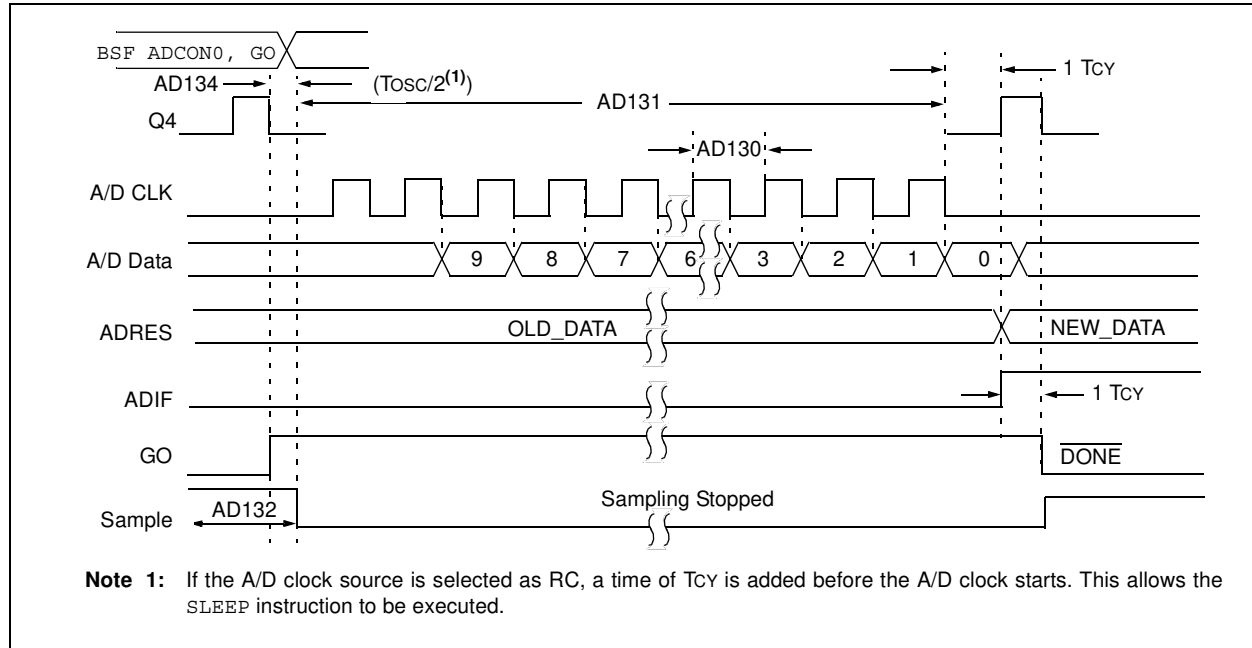 BSF ADCON0, GO
AD134
(TOSC/2(1))
AD131
1 TCY
Q4
AD130
A/D CLK
A/D Data
9 8 7 6 3 2 1 0
ADRES
OLD_DATA
NEW_DATA
ADIF
1 TCY
GO
DONE
Sample
AD132
Sampling Stopped
Note 1: If the A/D clock source is selected as RC, a time of TCY is added before the A/D clock starts. This allows the
SLEEP instruction to be executed.